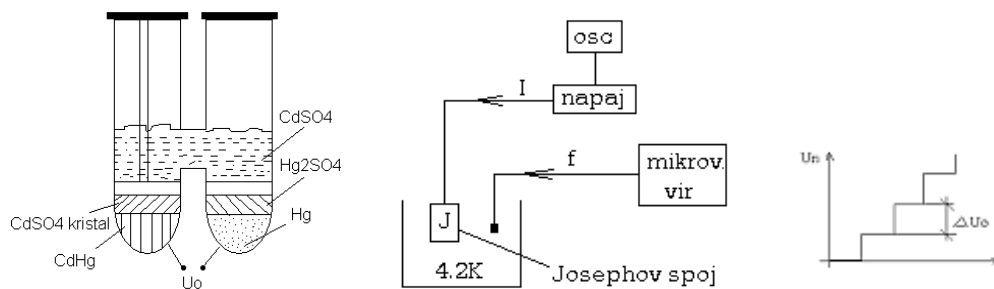 CdSO4
Hg2SO4
CdSO4 kristal
Hg
CdHg
Uo
osc
I
napaj
f
mikrov.
vir
J
4.2K
Josephov spoj
Un
ΔUo